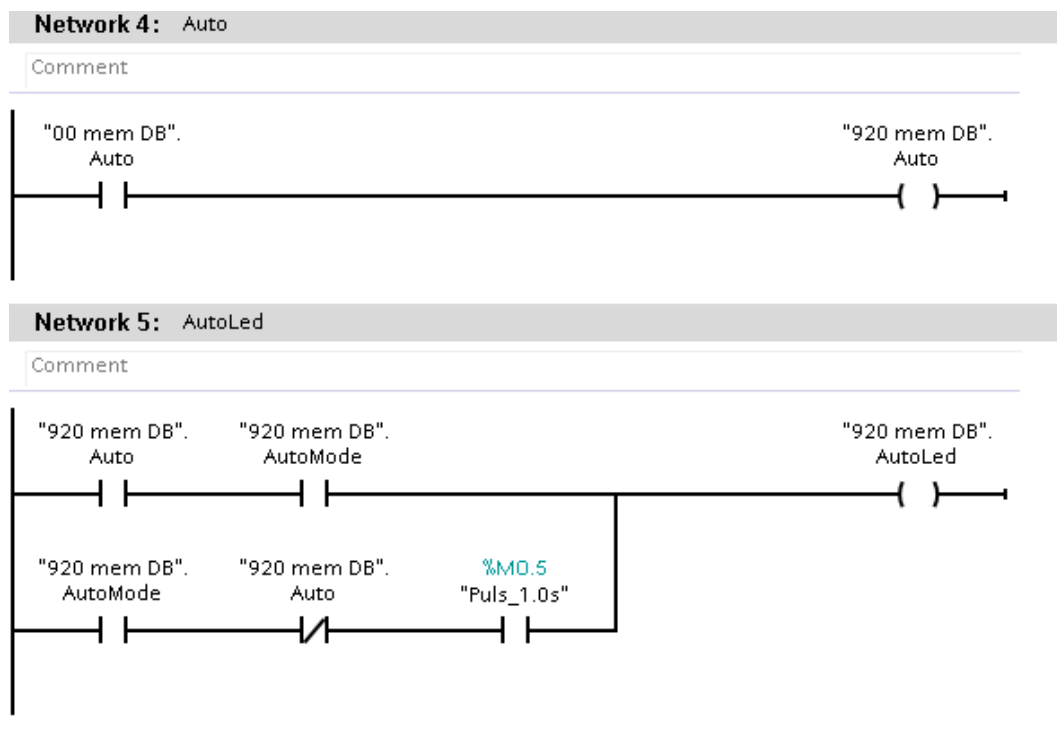 Network 4: Auto
Comment
"00 mem DB".
Auto
"920 mem DB".
Auto
Network 5: AutoLed
Comment
"920 mem DB".
Auto
"920 mem DB".
AutoMode
"920 mem DB".
AutoLed
"920 mem DB".
AutoMode
"920 mem DB".
Auto
%M0.5
"Puls_1.0s"